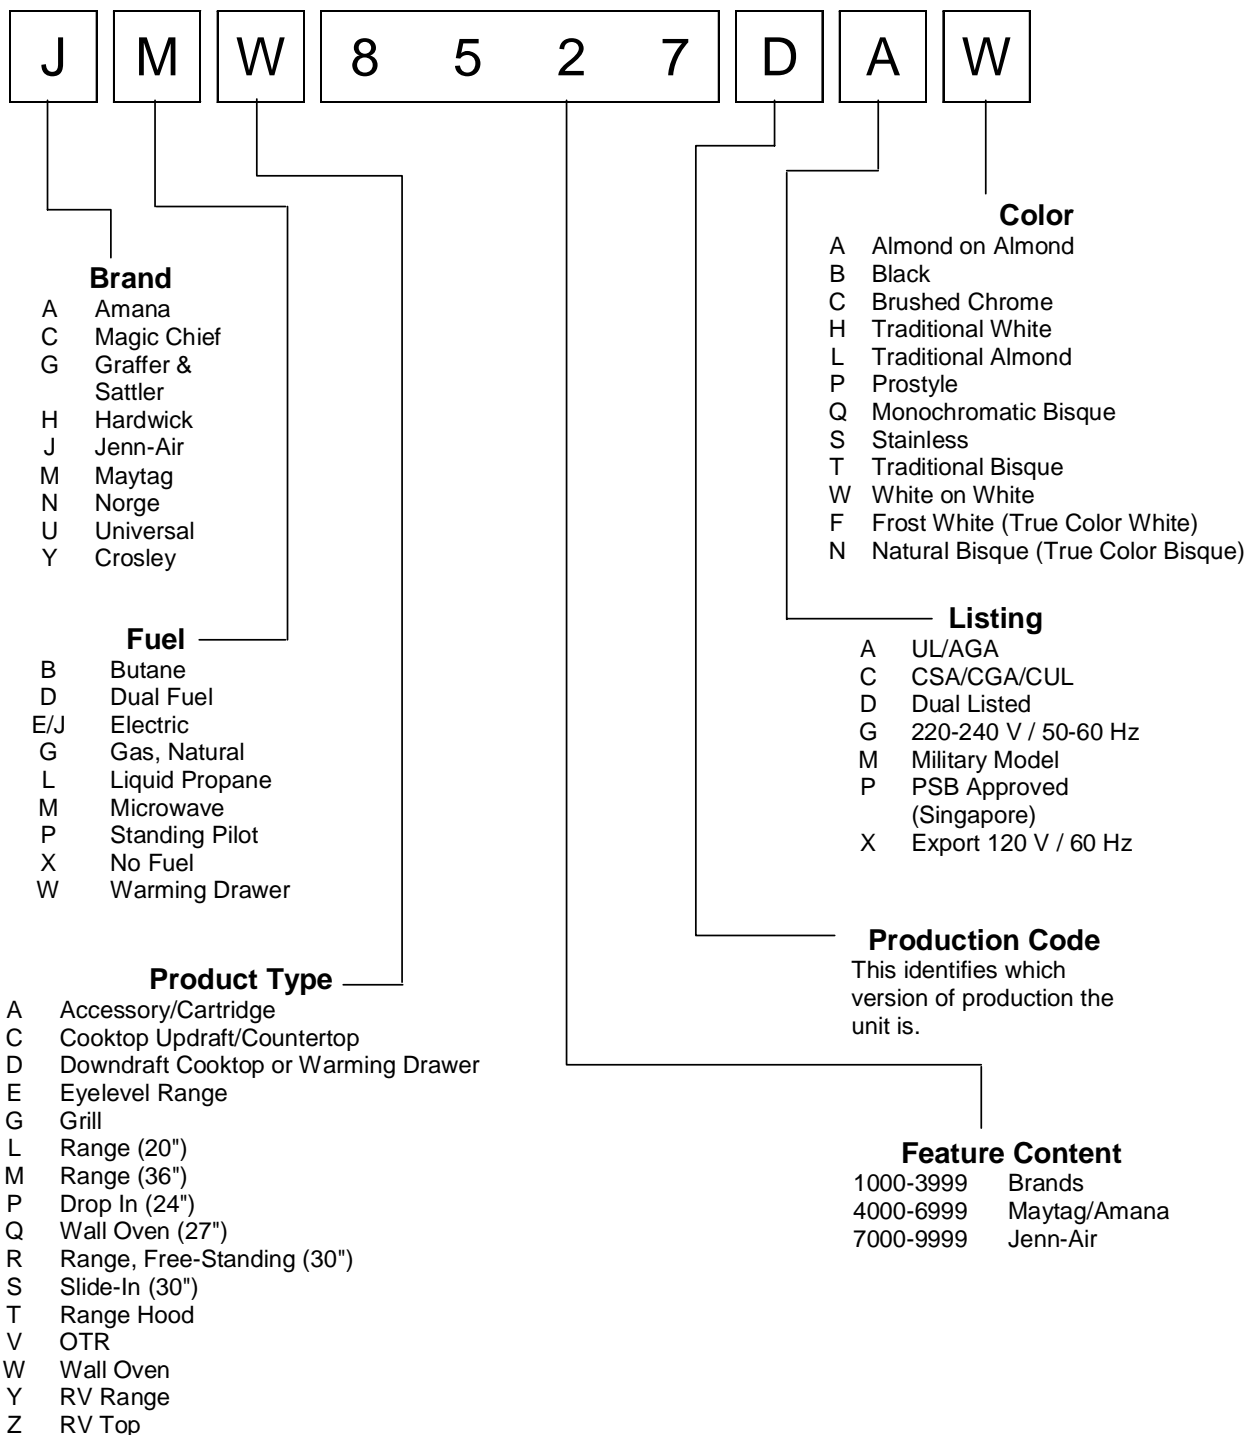 J M W 8 5 2 7 D A W
Brand
A Amana
C Magic Chief
G Graffer &
Sattler
H Hardwick
J Jenn-Air
M Maytag
N Norge
U Universal
Y Crosley
Fuel
B Butane
D Dual Fuel
E/J Electric
G Gas, Natural
L Liquid Propane
M Microwave
P Standing Pilot
X No Fuel
W Warming Drawer
Product Type
A Accessory/Cartridge
C Cooktop Updraft/Countertop
D Downdraft Cooktop or Warming Drawer
E Eyelevel Range
G Grill
L Range (20")
M Range (36")
P Drop In (24")
Q Wall Oven (27")
R Range, Free-Standing (30")
S Slide-In (30")
T Range Hood
V OTR
W Wall Oven
Y RV Range
Z RV Top
Color
A Almond on Almond
B Black
C Brushed Chrome
H Traditional White
L Traditional Almond
P Prostyle
Q Monochromatic Bisque
S Stainless
T Traditional Bisque
W White on White
F Frost White (True Color White)
N Natural Bisque (True Color Bisque)
Listing
A UL/AGA
C CSA/CGA/CUL
D Dual Listed
G 220-240 V / 50-60 Hz
M Military Model
P PSB Approved
(Singapore)
X Export 120 V / 60 Hz
Production Code
This identifies which
version of production the
unit is.
Feature Content
1000-3999 Brands
4000-6999 Maytag/Amana
7000-9999 Jenn-Air